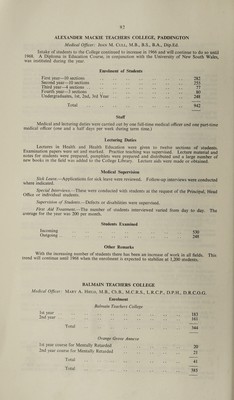 82
ALEXANDER MACKIE TEACHERS COLLEGE, PADDINGTON
Medical Officer: JOAN M. CULL, M.B., B.S., B.A., Dip.Ed.
Intake of students to the College continued to increase in 1966 and will continue to do so until
1968. A Diploma in Education Course, in conjunction with the University of New South Wales,
was instituted during the year.
Enrolment of Students
First year—10 sections 282
Second year—10 sections 255
Third year—4 sections 77
Fourth year—3 sections 80
Undergraduates, 1st, 2nd, 3rd Year 248
Total 942
Staff
Medical and lecturing duties were carried out by one full-time medical officer and one part-time
medical officer (one and a half days per week during term time.)
Lecturing Duties
Lectures in Health and Health Education were given to twelve sections of students.
Examination papers were set and marked. Practice teaching was supervised. Lecture material and
notes for students were prepared, pamphlets were prepared and distributed and a large number of
new books in the field was added to the College Library. Lecture aids were made or obtained.
Medical Supervision
Sick Leave.—Applications for sick leave were reviewed. Follow-up interviews were conducted
where indicated.
Special Interviews.—These were conducted with students at the request of the Principal, Head
Office or individual students.
Supervision of Students.—Defects or disabilities were supervised.
First Aid Treatment.—The number of students interviewed varied from day to day. The
average for the year was 200 per month.
Students Examined
Incoming 530
Outgoing 248
Other Remarks
With the increasing number of students there has been an increase of work in all fields. This
trend will continue until 1968 when the enrolment is expected to stabilize at 1,200 students.
BALMAIN TEACHERS COLLEGE
Medical Officer: MARY A. HEELS, M.B., Ch.B., M.C.R.S., L.R.C.P., D.P.H., D.R.C.O.G.
Enrolment
Balmain Teachers College
1st year 183
2nd year 161
Total 344
Orange Grove Annexe
1st year course for Mentally Retarded 20
2nd year course for Mentally Retarded 21
Total 41
Total 385